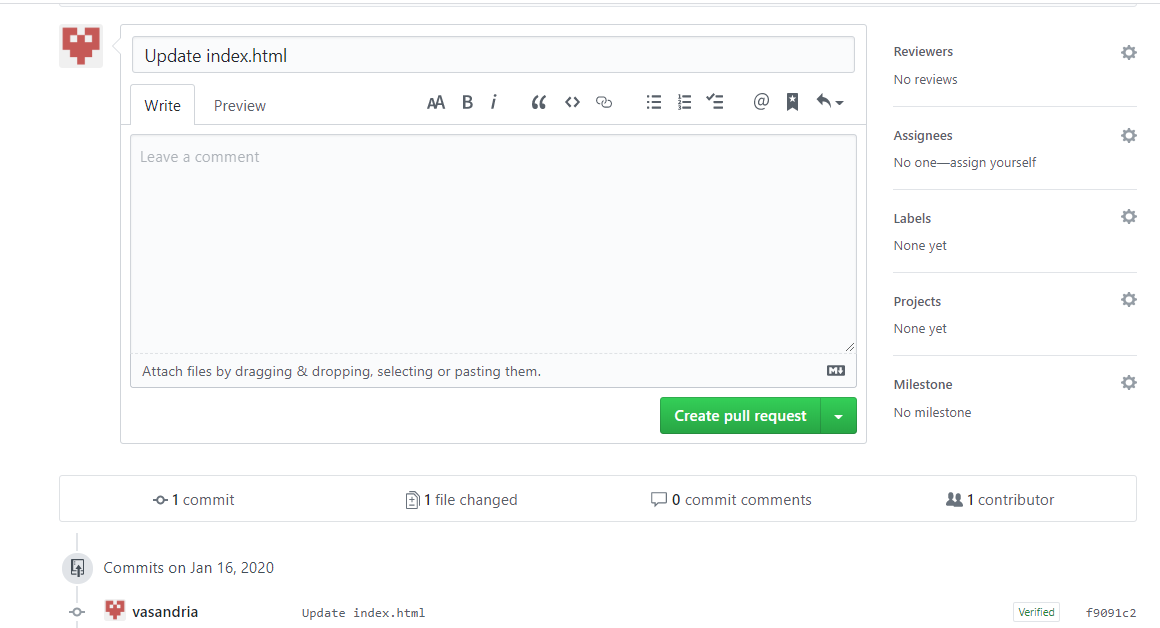 Update index.html
Write Preview
Leave a comment
Attach files by dragging & dropping, selecting or pasting them.
Create pull request
Reviewers
No reviews
Assignees
No one—assign yourself
Labels
None yet
Projects
None yet
Milestone
No milestone
1 commit 1 file changed 0 commit comments 1 contributor
Commits on Jan 16, 2020
vasandria Update index.html Verified f9091c2